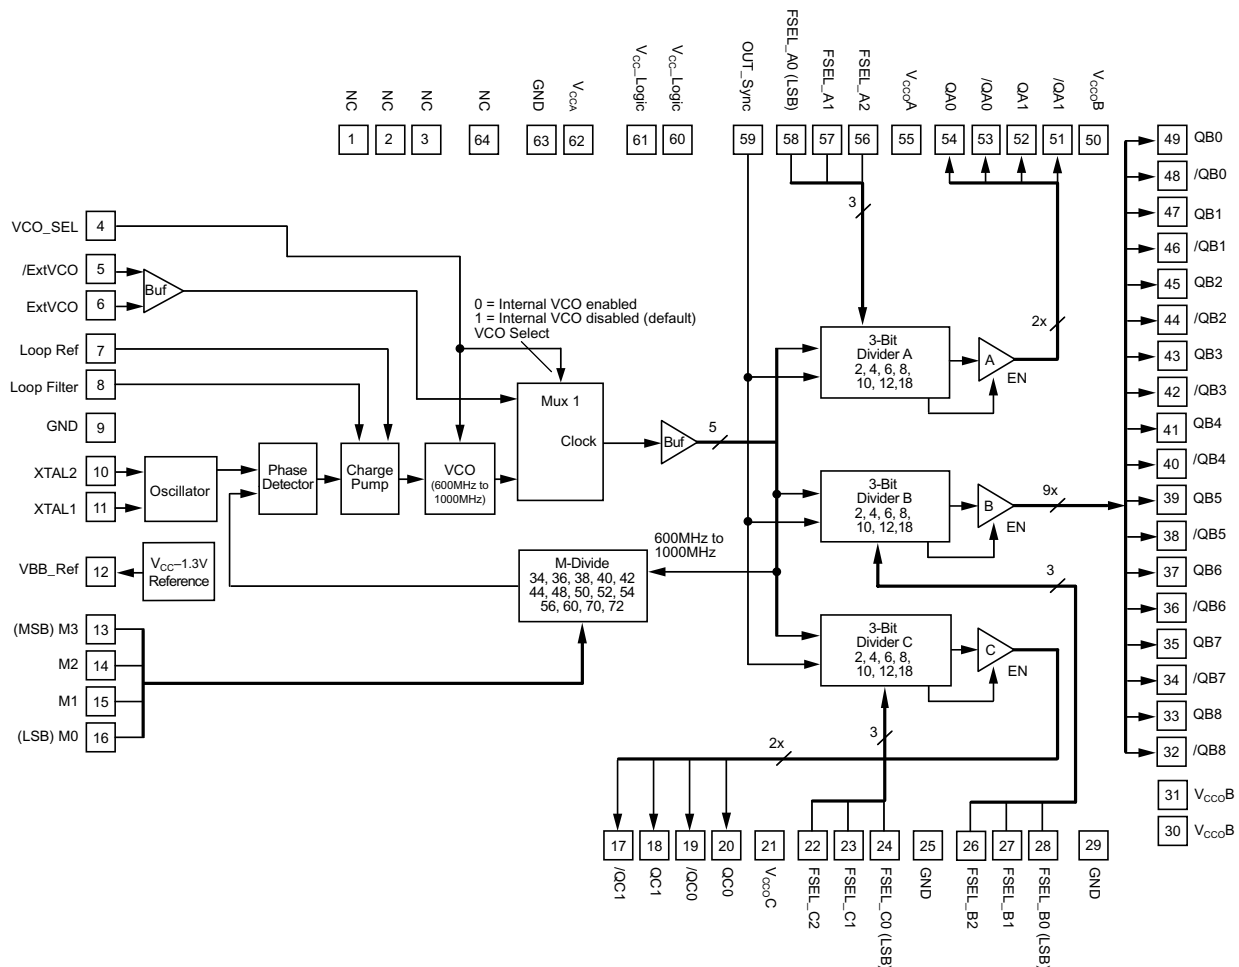 FSEL_A0 (LSB)
FSEL_A1
FSEL_A2
OUT_Sync
V_CC_Logic
V_CC_Logic
V_CCOA
QA0
/QA0
QA1
/QA1
V_CCOB
NC
NC
NC
NC
GND
V_CCA
1
2
3
64
63
62
61
60
59
58
57
56
55
54
53
52
51
50
49 QB0
48 /QB0
47 QB1
46 /QB1
45 QB2
44 /QB2
43 QB3
42 /QB3
41 QB4
40 /QB4
39 QB5
38 /QB5
37 QB6
36 /QB6
35 QB7
34 /QB7
33 QB8
32 /QB8
31 V_CCOB
30 V_CCOB
VCO_SEL 4
/ExtVCO 5
ExtVCO 6
Buf
Loop Ref 7
Loop Filter 8
GND 9
XTAL2 10
XTAL1 11
VBB_Ref 12
(MSB) M3 13
M2 14
M1 15
(LSB) M0 16
0 = Internal VCO enabled
1 = Internal VCO disabled (default)
VCO Select
Mux 1
Clock
Buf
5
Oscillator
Phase
Detector
Charge
Pump
VCO
(600MHz to
1000MHz)
V_CC–1.3V
Reference
M-Divide
34, 36, 38, 40, 42
44, 48, 50, 52, 54
56, 60, 70, 72
600MHz to
1000MHz
3
3-Bit
Divider A
2, 4, 6, 8,
10, 12,18
A
EN
2x
3-Bit
Divider B
2, 4, 6, 8,
10, 12,18
B
EN
9x
3
3-Bit
Divider C
2, 4, 6, 8,
10, 12,18
C
EN
3
2x
17
18
19
20
21
22
23
24
25
26
27
28
29
/QC1
QC1
/QC0
QC0
V_CCOC
FSEL_C2
FSEL_C1
FSEL_C0 (LSB)
GND
FSEL_B2
FSEL_B1
FSEL_B0 (LSB)
GND